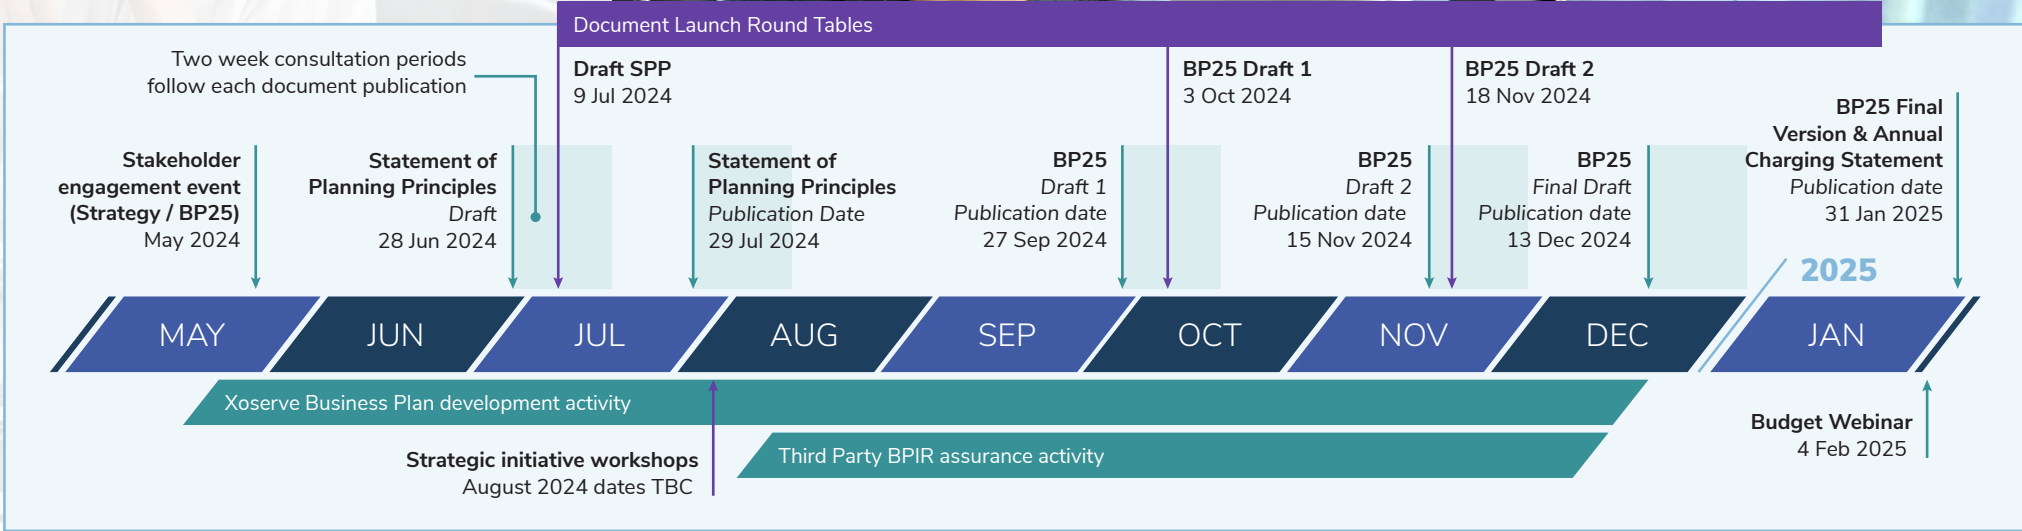 Document Launch Round Tables
Two week consultation periods
follow each document publication
Draft SPP
9 Jul 2024
BP25 Draft 1
3 Oct 2024
BP25 Draft 2
18 Nov 2024
Stakeholder
engagement event
(Strategy / BP25)
May 2024
Statement of
Planning Principles
Draft
28 Jun 2024
Statement of
Planning Principles
Publication Date
29 Jul 2024
BP25
Draft 1
Publication date
27 Sep 2024
BP25
Draft 2
Publication date
15 Nov 2024
BP25
Final Draft
Publication date
13 Dec 2024
BP25 Final
Version & Annual
Charging Statement
Publication date
31 Jan 2025
2025
MAY
JUN
JUL
AUG
SEP
OCT
NOV
DEC
JAN
Xoserve Business Plan development activity
Third Party BPIR assurance activity
Strategic initiative workshops
August 2024 dates TBC
Budget Webinar
4 Feb 2025